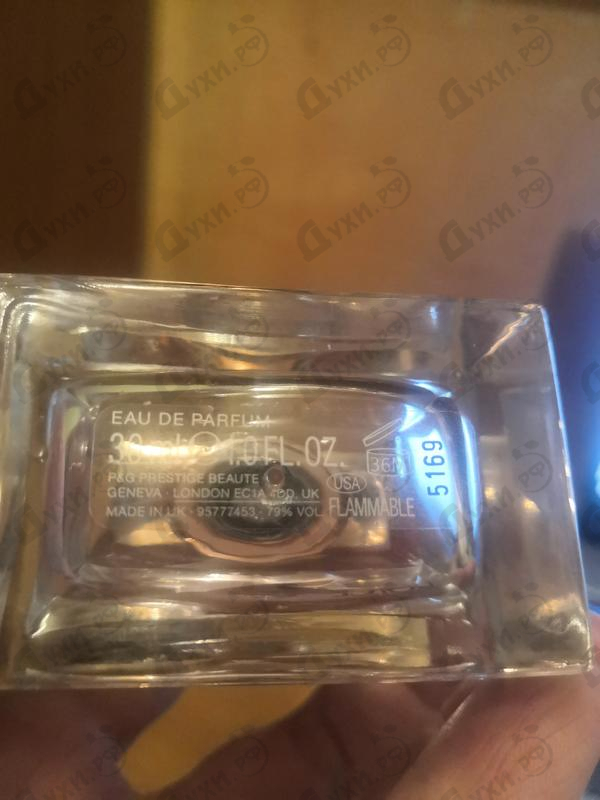 EAU DE PARFUM
30 ml ℮ 1.0 FL. OZ.
P&G PRESTIGE BEAUTE
GENEVA · LONDON EC1A 4DD, UK
MADE IN UK · 95777453 · 79% VOL
36M
USA
FLAMMABLE
5169
Духи.рф